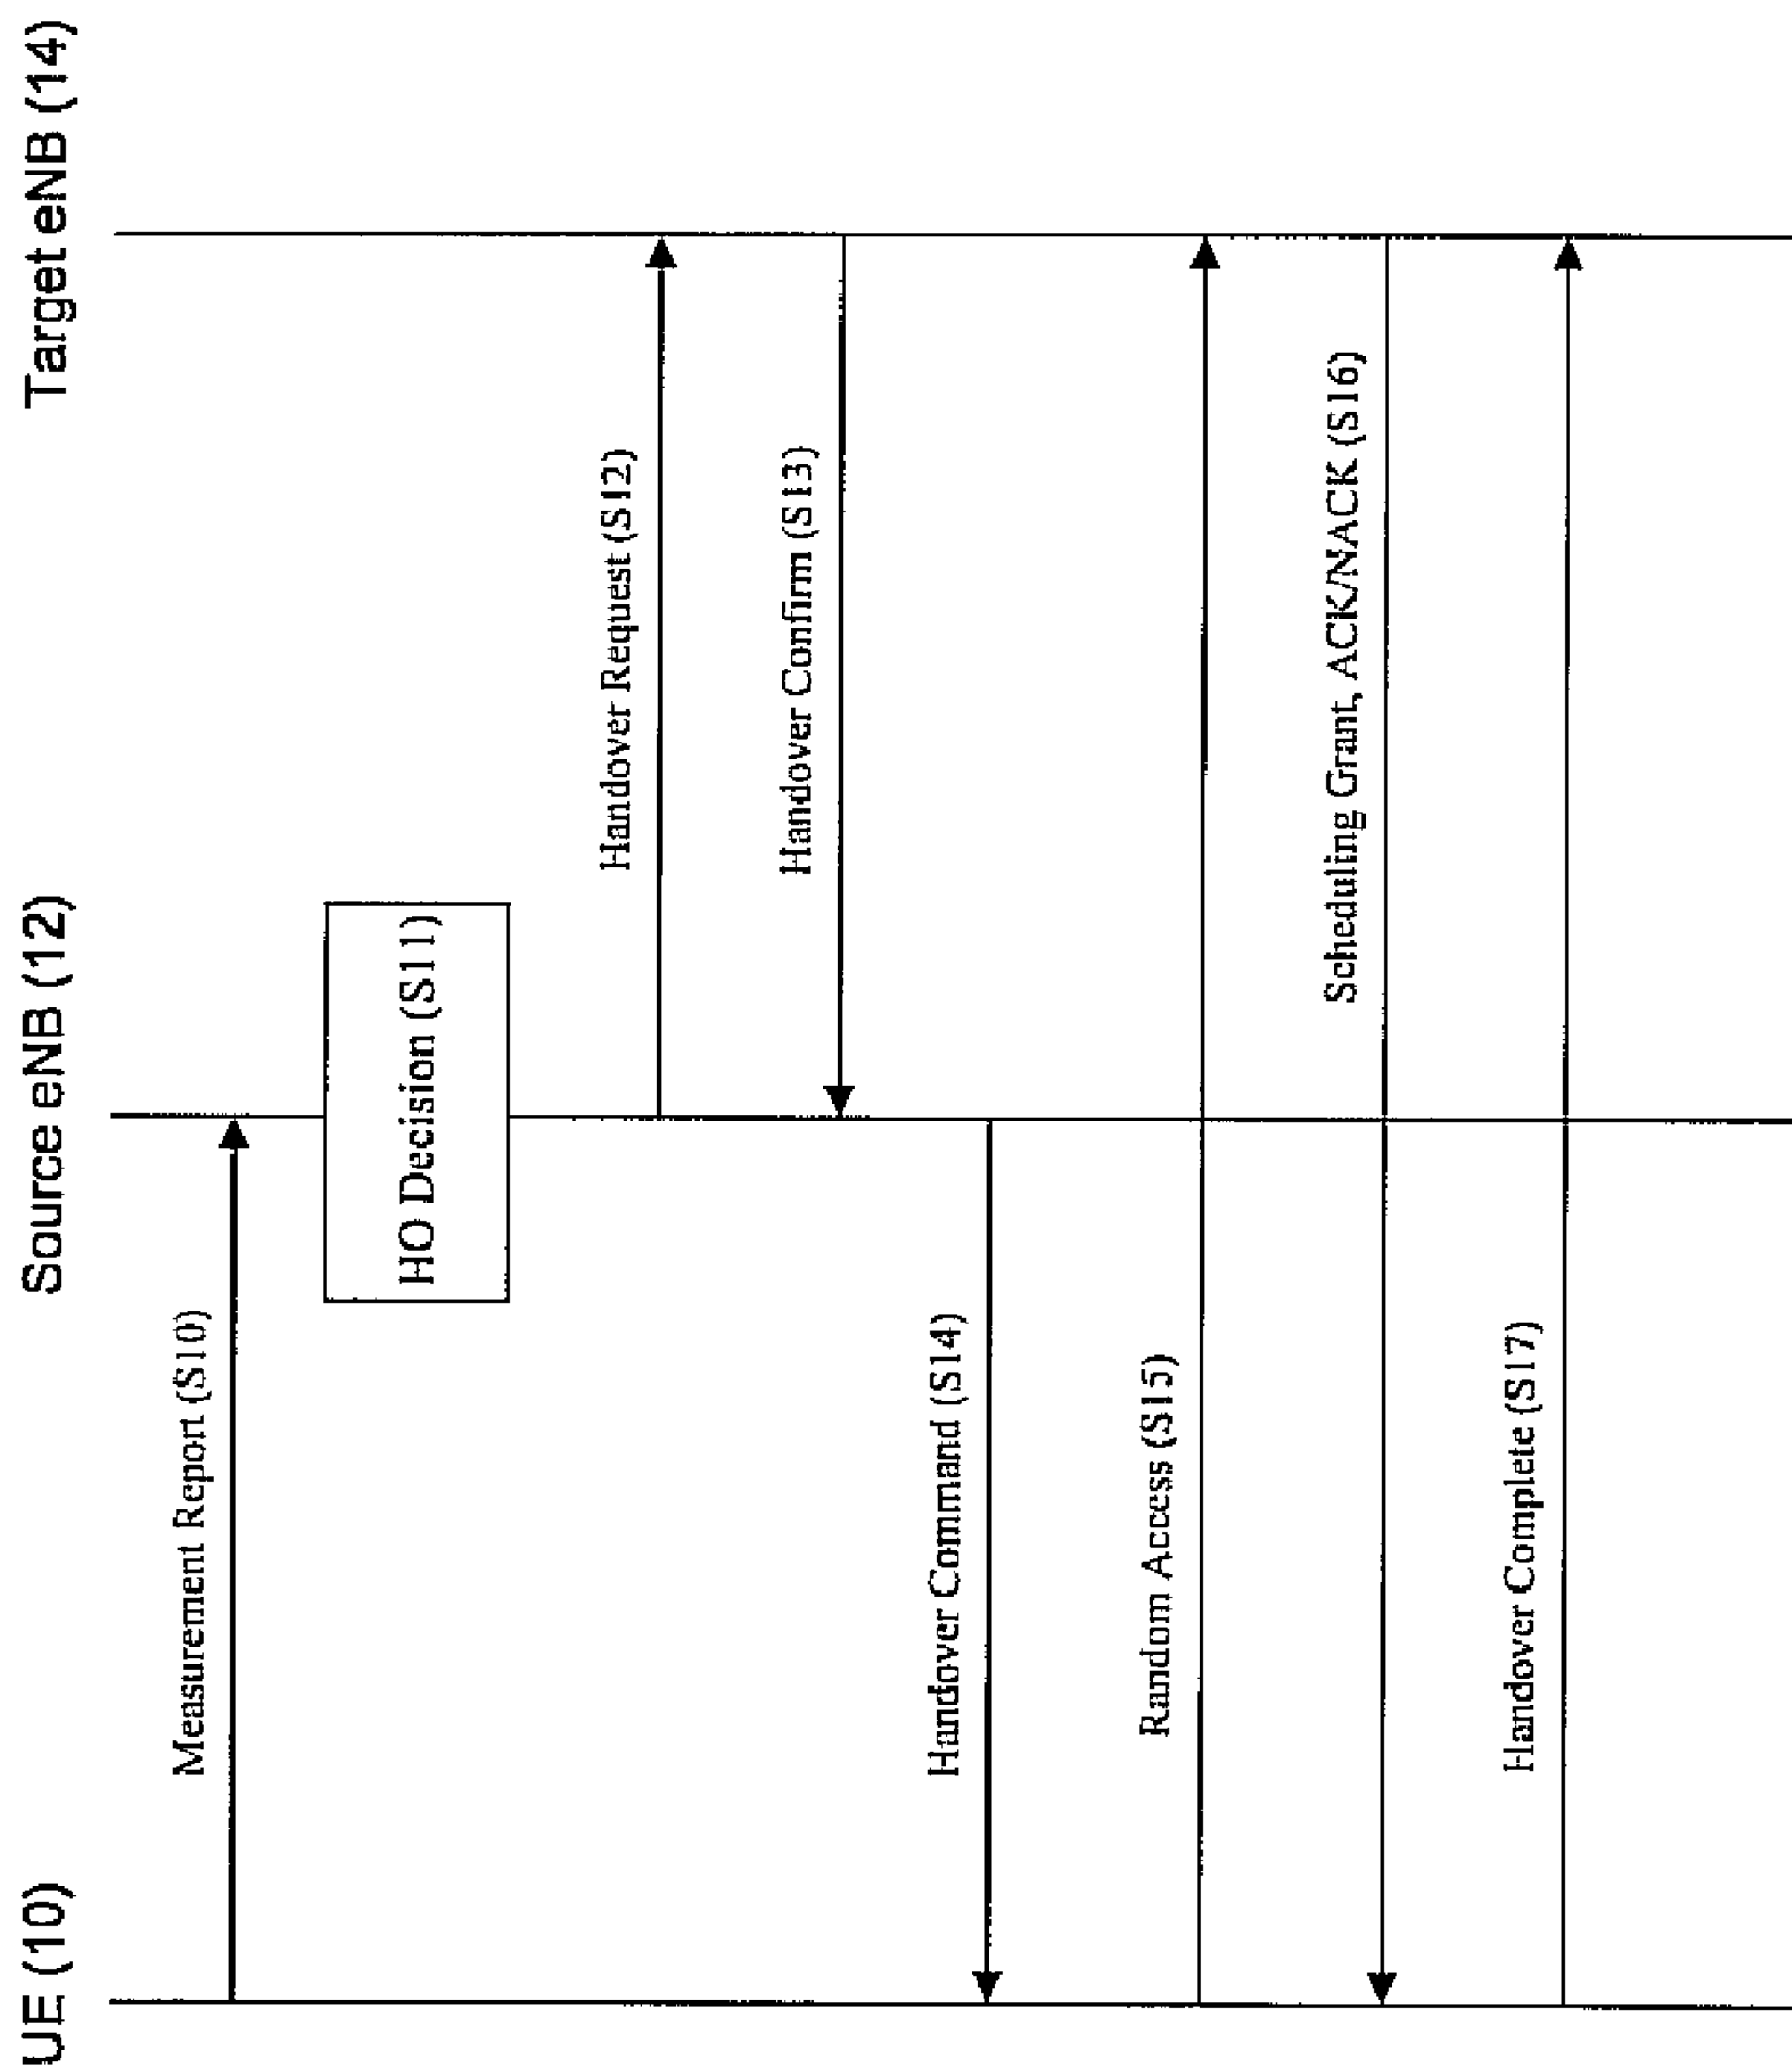 UE (10)
Source eNB (12)
Target eNB (14)
Measurement Report (S10)
HO Decision (S11)
Handover Request (S12)
Handover Confirm (S13)
Handover Command (S14)
Random Access (S15)
Scheduling Grant, ACK/NACK (S16)
Handover Complete (S17)